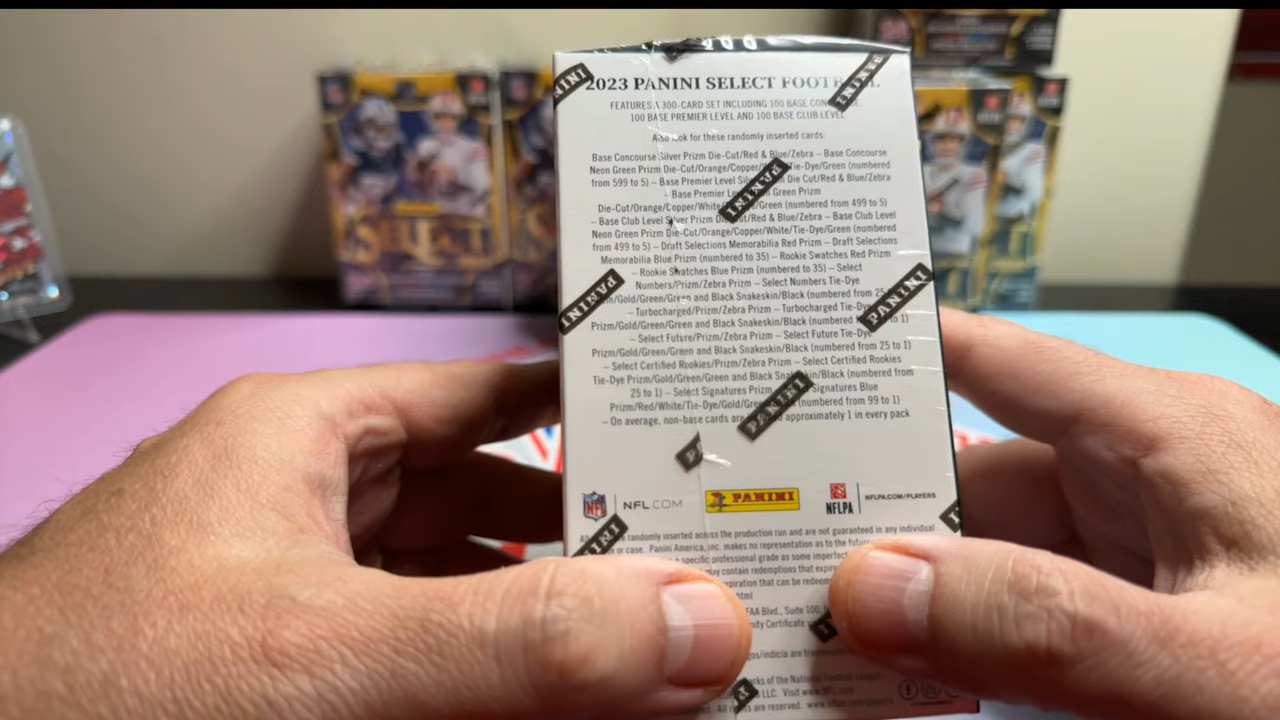 2023 PANINI SELECT FOOTBALL
FEATURES A 300-CARD SET INCLUDING 100 BASE
100 BASE PREMIER LEVEL AND 100 BASE CLUB LEVEL
Also look for these randomly inserted cards:
Base Concourse Silver Prizm Die-Cut/Red & Blue/Zebra – Base Concourse
Neon Green Prizm Die-Cut/Orange/Copper/ Tie-Dye/Green (numbered
from 599 to 5) – Base Premier Level Die Cut/Red & Blue/Zebra
– Base Premier Green Prizm
Die-Cut/Orange/Copper/White /Green (numbered from 499 to 5)
– Base Club Level Silver Prizm /Red & Blue/Zebra – Base Club Level
Neon Green Prizm Die-Cut/Orange/Copper/White/Tie-Dye/Green (numbered
from 499 to 5) – Draft Selections Memorabilia Red Prizm – Draft Selections
Memorabilia Blue Prizm (numbered to 35) – Rookie Swatches Red Prizm
– Rookie Swatches Blue Prizm (numbered to 35) – Select
Numbers/Prizm/Zebra Prizm – Select Numbers Tie-Dye
/Gold/Green/Green and Black Snakeskin/Black (numbered from 25
– Turbocharged/Prizm/Zebra Prizm – Turbocharged Tie-Dye
Prizm/Gold/Green/Green and Black Snakeskin/Black (numbered to 1)
– Select Future/Prizm/Zebra Prizm – Select Future Tie-Dye
Prizm/Gold/Green/Green and Black Snakeskin/Black (numbered from 25 to 1)
– Select Certified Rookies/Prizm/Zebra Prizm – Select Certified Rookies
Tie-Dye Prizm/Gold/Green/Green and Black Snakeskin/Black (numbered from
25 to 1) – Select Signatures Prizm Signatures Blue
Prizm/Red/White/Tie-Dye/Gold/ (numbered from 99 to 1)
– On average, non-base cards are approximately 1 in every pack
PANINI
PANINI
PANINI
PANINI
PANINI
NFL
NFL.COM
PANINI
NFLPA
NFLPA.COM/PLAYERS
randomly inserted across the production run and are not guaranteed in any individual
or case. Panini America, Inc. makes no representation as to the
a specific professional grade as some
may contain redemptions that
that can be
html
Blvd., Suite 100,
Certificate
/indicia are
of the National Football League
LLC. Visit
All rights are reserved.
SELECT